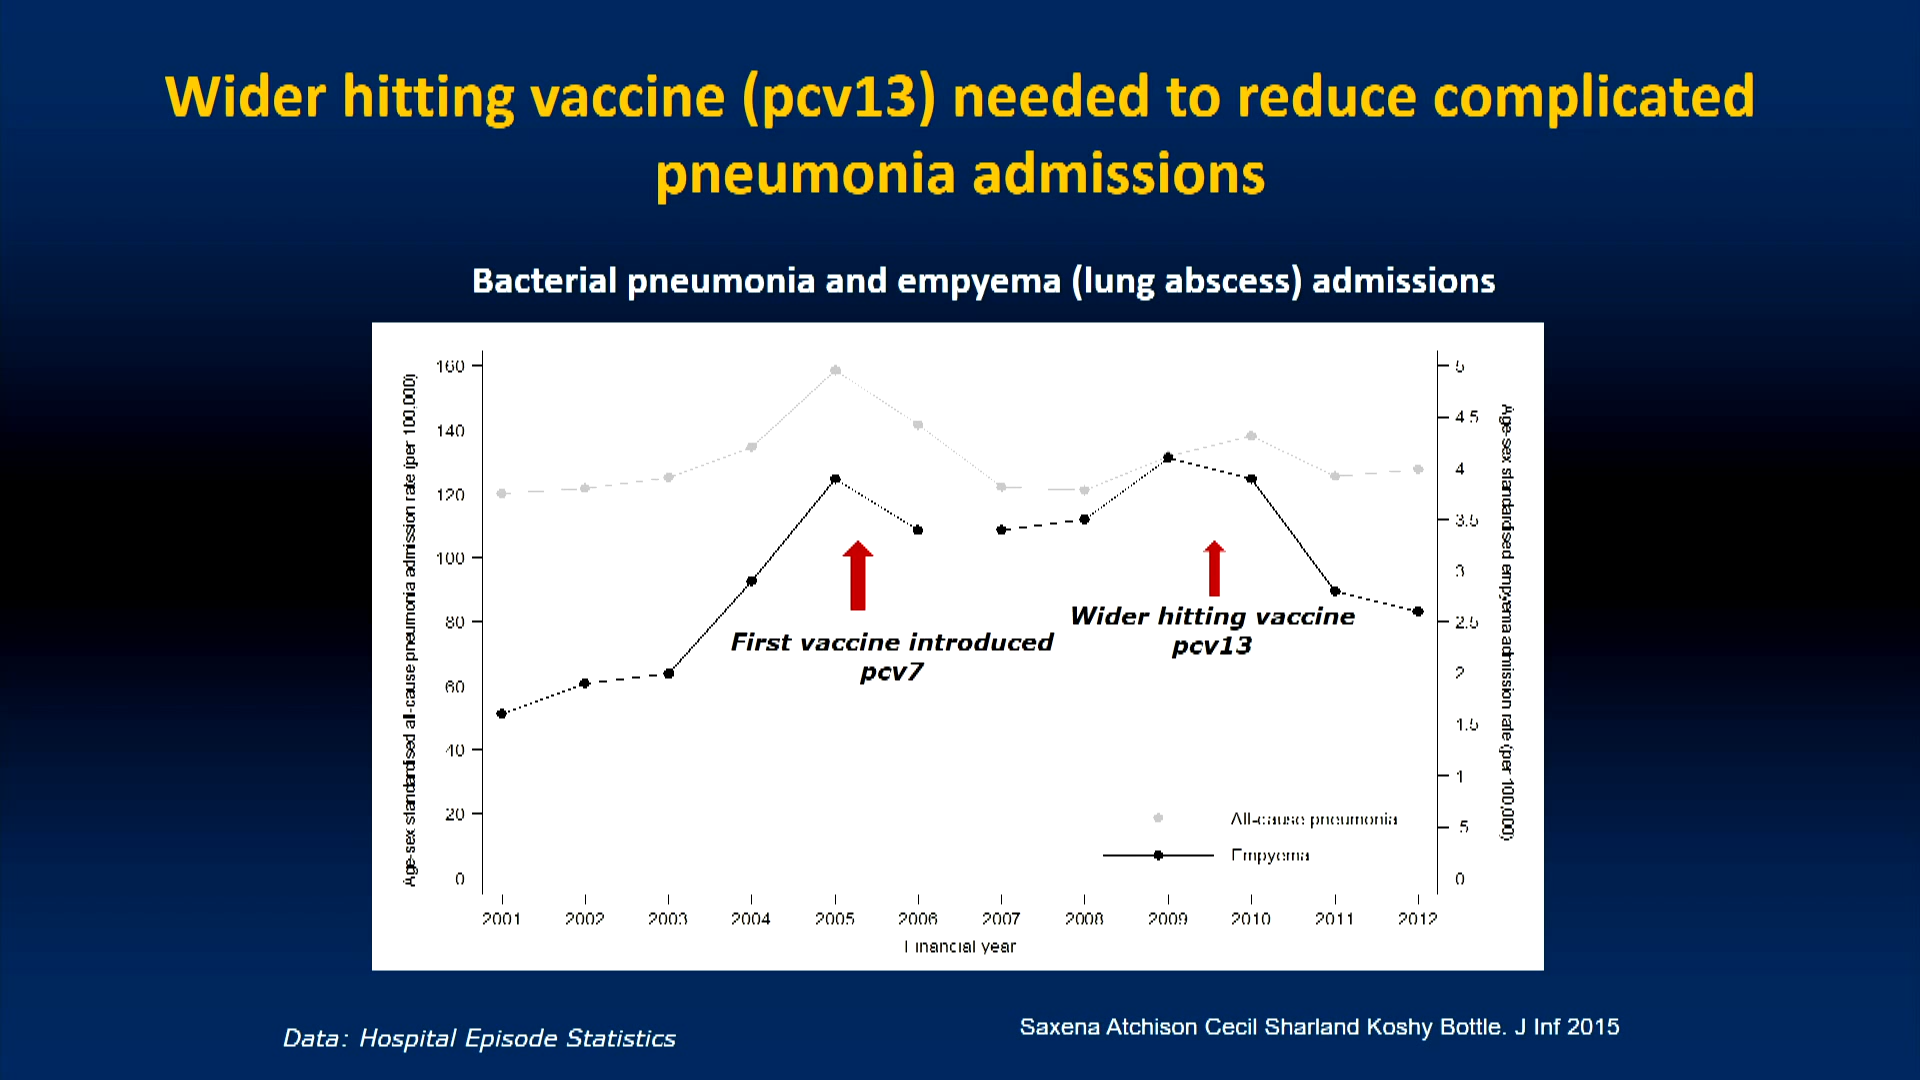 Wider hitting vaccine (pcv13) needed to reduce complicated
pneumonia admissions
Bacterial pneumonia and empyema (lung abscess) admissions
Age-sex standardised all-cause pneumonia admission rate (per 100,000)
160
140
120
100
80
60
40
20
0
5
4.5
4
3.5
3
2.5
2
1.5
1
.5
0
Age-sex standardised empyema admission rate (per 100,000)
First vaccine introduced
pcv7
Wider hitting vaccine
pcv13
All-cause pneumonia
Empyema
2001 2002 2003 2004 2005 2006 2007 2008 2009 2010 2011 2012
Financial year
Data: Hospital Episode Statistics
Saxena Atchison Cecil Sharland Koshy Bottle. J Inf 2015